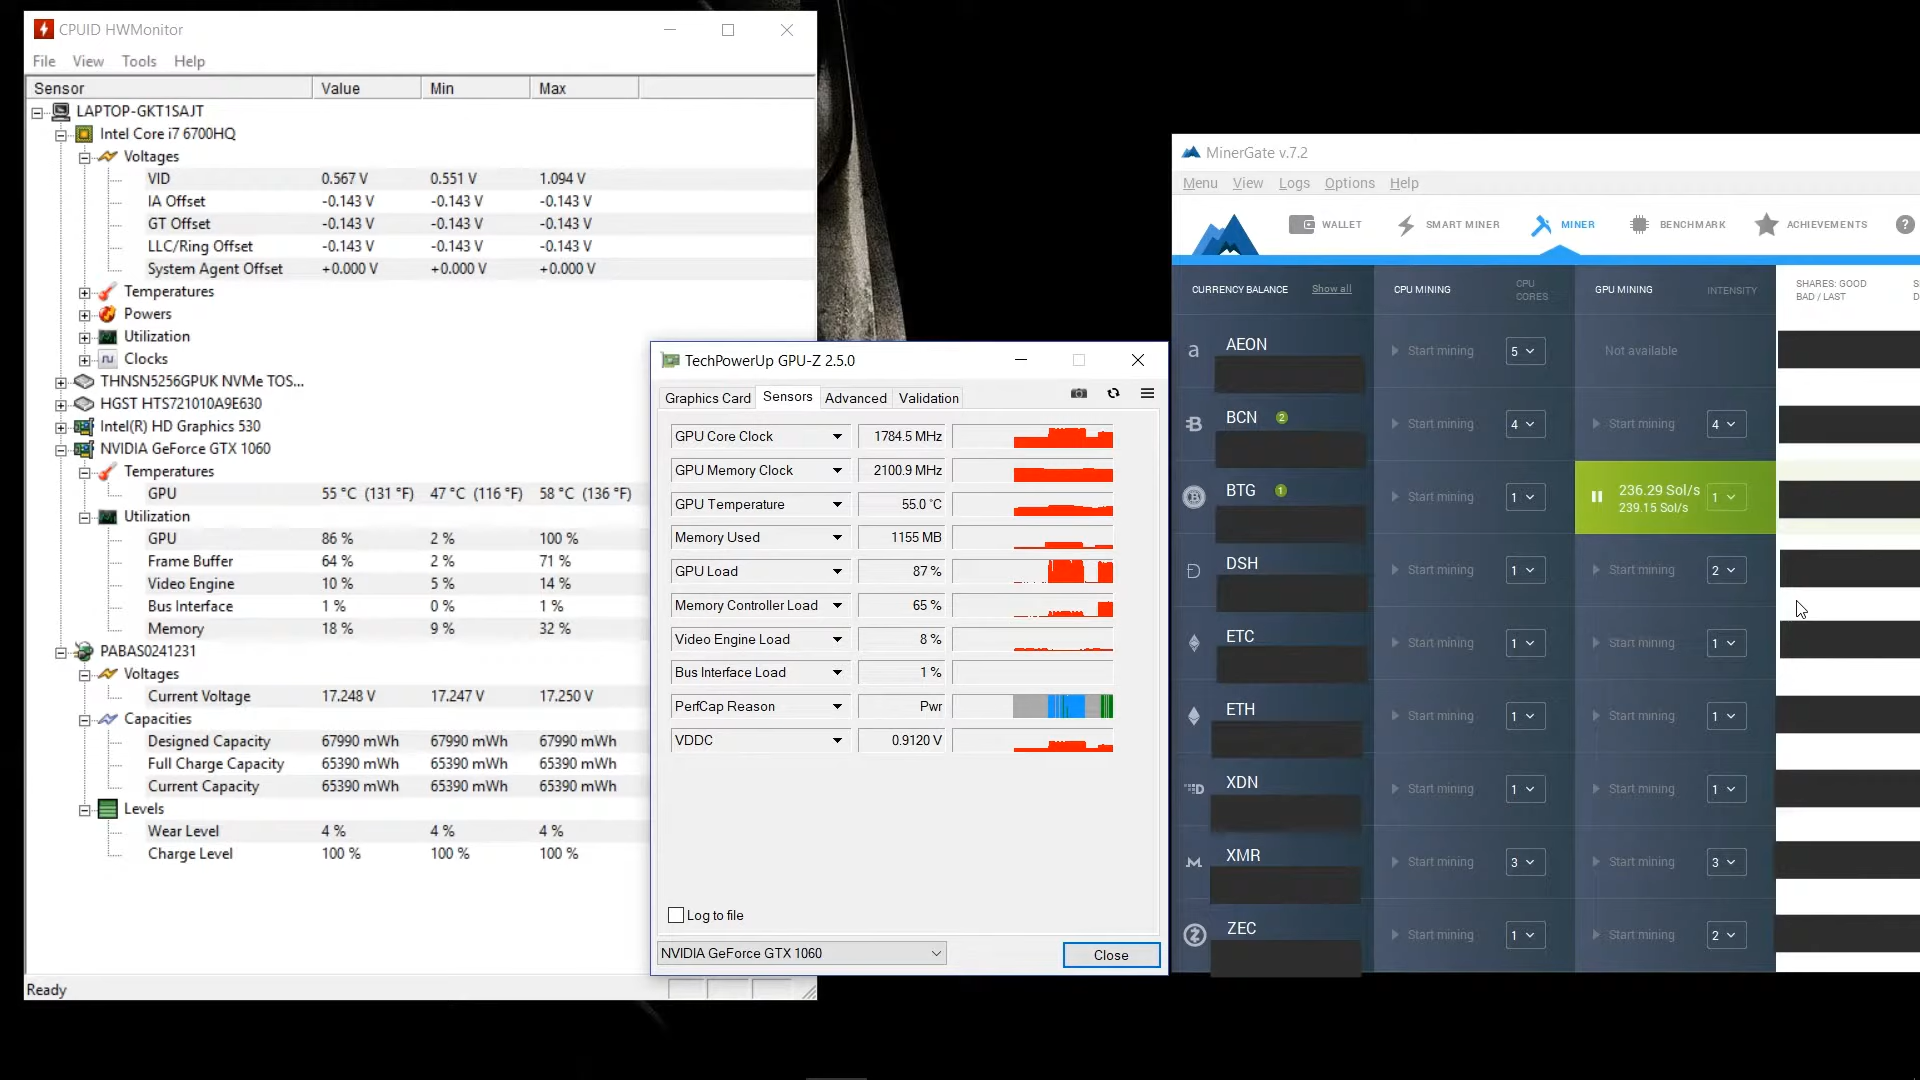 CPUID HWMonitor
File View Tools Help
Sensor Value Min Max
LAPTOP-GKT1SAJT
Intel Core i7 6700HQ
Voltages
VID 0.567 V 0.551 V 1.094 V
IA Offset -0.143 V -0.143 V -0.143 V
GT Offset -0.143 V -0.143 V -0.143 V
LLC/Ring Offset -0.143 V -0.143 V -0.143 V
System Agent Offset +0.000 V +0.000 V +0.000 V
Temperatures
Powers
Utilization
Clocks
THNSN5256GPUK NVMe TOS...
HGST HTS721010A9E630
Intel(R) HD Graphics 530
NVIDIA GeForce GTX 1060
Temperatures
GPU 55 °C (131 °F) 47 °C (116 °F) 58 °C (136 °F)
Utilization
GPU 86 % 2 % 100 %
Frame Buffer 64 % 2 % 71 %
Video Engine 10 % 5 % 14 %
Bus Interface 1 % 0 % 1 %
Memory 18 % 9 % 32 %
PABAS0241231
Voltages
Current Voltage 17.248 V 17.247 V 17.250 V
Capacities
Designed Capacity 67990 mWh 67990 mWh 67990 mWh
Full Charge Capacity 65390 mWh 65390 mWh 65390 mWh
Current Capacity 65390 mWh 65390 mWh 65390 mWh
Levels
Wear Level 4 % 4 % 4 %
Charge Level 100 % 100 % 100 %
Ready
TechPowerUp GPU-Z 2.5.0
Graphics Card Sensors Advanced Validation
GPU Core Clock 1784.5 MHz
GPU Memory Clock 2100.9 MHz
GPU Temperature 55.0 °C
Memory Used 1155 MB
GPU Load 87 %
Memory Controller Load 65 %
Video Engine Load 8 %
Bus Interface Load 1 %
PerfCap Reason Pwr
VDDC 0.9120 V
Log to file
NVIDIA GeForce GTX 1060 Close
MinerGate v.7.2
Menu View Logs Options Help
WALLET SMART MINER MINER BENCHMARK ACHIEVEMENTS ?
CURRENCY BALANCE Show all CPU MINING CPU CORES GPU MINING INTENSITY SHARES: GOOD
BAD / LAST
AEON Start mining 5 Not available
BCN 2 Start mining 4 Start mining 4
BTG 1 Start mining 1 236.29 Sol/s 1
239.15 Sol/s
DSH Start mining 1 Start mining 2
ETC Start mining 1 Start mining 1
ETH Start mining 1 Start mining 1
XDN Start mining 1 Start mining 1
XMR Start mining 3 Start mining 3
ZEC Start mining 1 Start mining 2